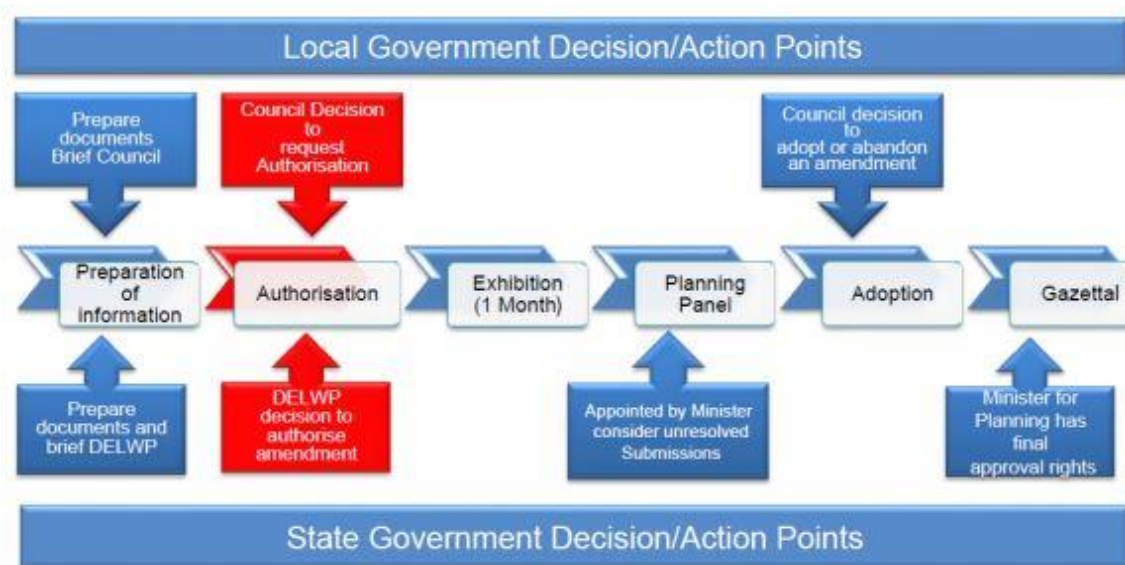 Local Government Decision/Action Points
Prepare
documents
Brief Council
Council Decision
to
request
Authorisation
Council decision
to
adopt or abandon
an amendment
Preparation
of
information
Authorisation
Exhibition
(1 Month)
Planning
Panel
Adoption
Gazettal
Prepare
documents and
brief DELWP
DELWP
decision to
authorise
amendment
Appointed by Minister
consider unresolved
Submissions
Minister for
Planning has
final
approval rights
State Government Decision/Action Points